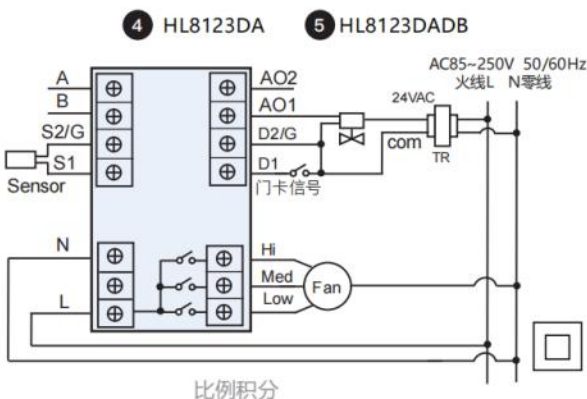 4 HL8123DA 5 HL8123DADB
AC85~250V 50/60Hz
火线L N零线
A AO2
B AO1 24VAC
S2/G D2/G com
S1 D1 TR
Sensor 门卡信号
N Hi
Med Fan
L Low
比例积分